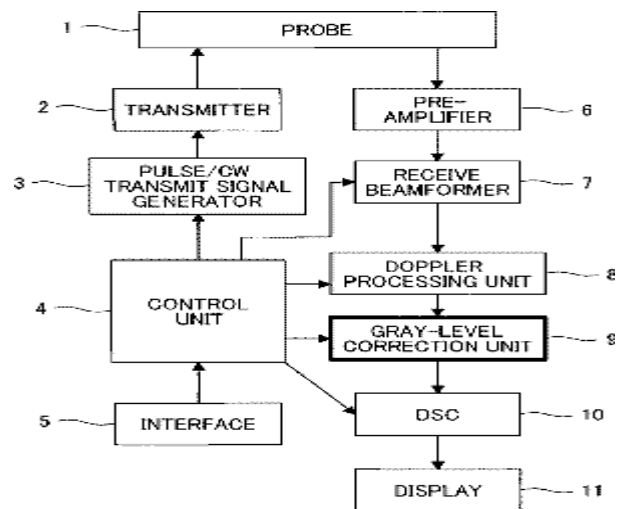 1
PROBE
2
TRANSMITTER
PRE-
AMPLIFIER
6
3
PULSE/CW
TRANSMIT SIGNAL
GENERATOR
RECEIVE
BEAMFORMER
7
4
CONTROL
UNIT
DOPPLER
PROCESSING UNIT
8
GRAY-LEVEL
CORRECTION UNIT
9
5
INTERFACE
DSC
10
DISPLAY
11